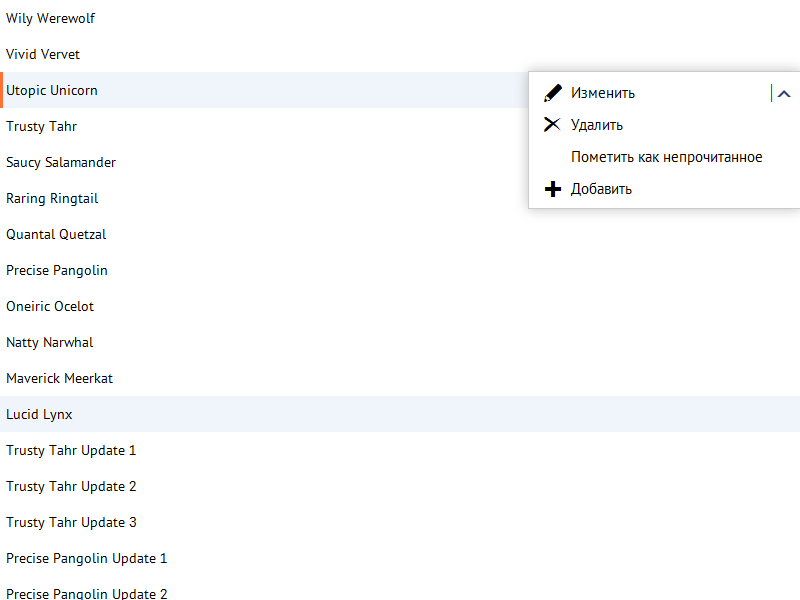 Wily Werewolf
Vivid Vervet
Utopic Unicorn
Trusty Tahr
Saucy Salamander
Raring Ringtail
Quantal Quetzal
Precise Pangolin
Oneiric Ocelot
Natty Narwhal
Maverick Meerkat
Lucid Lynx
Trusty Tahr Update 1
Trusty Tahr Update 2
Trusty Tahr Update 3
Precise Pangolin Update 1
Precise Pangolin Update 2
Изменить
Удалить
Пометить как непрочитанное
Добавить